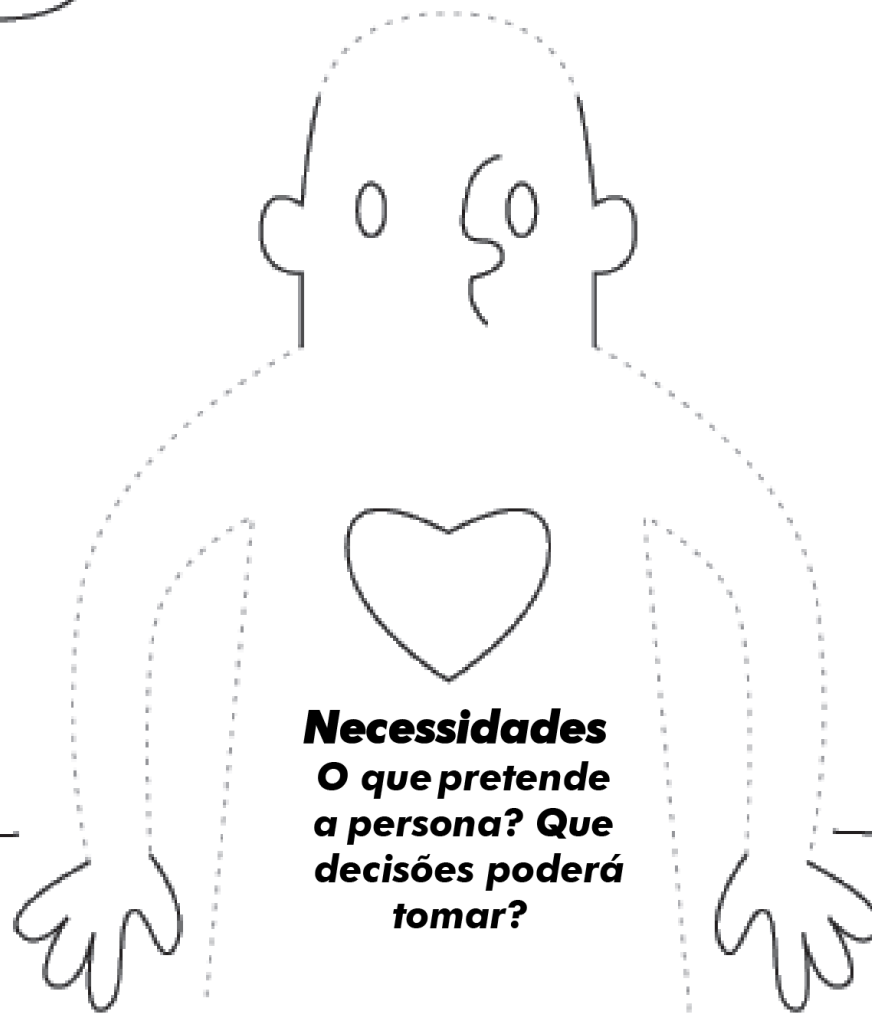 Necessidades
O que pretende
a persona? Que
decisões poderá
tomar?